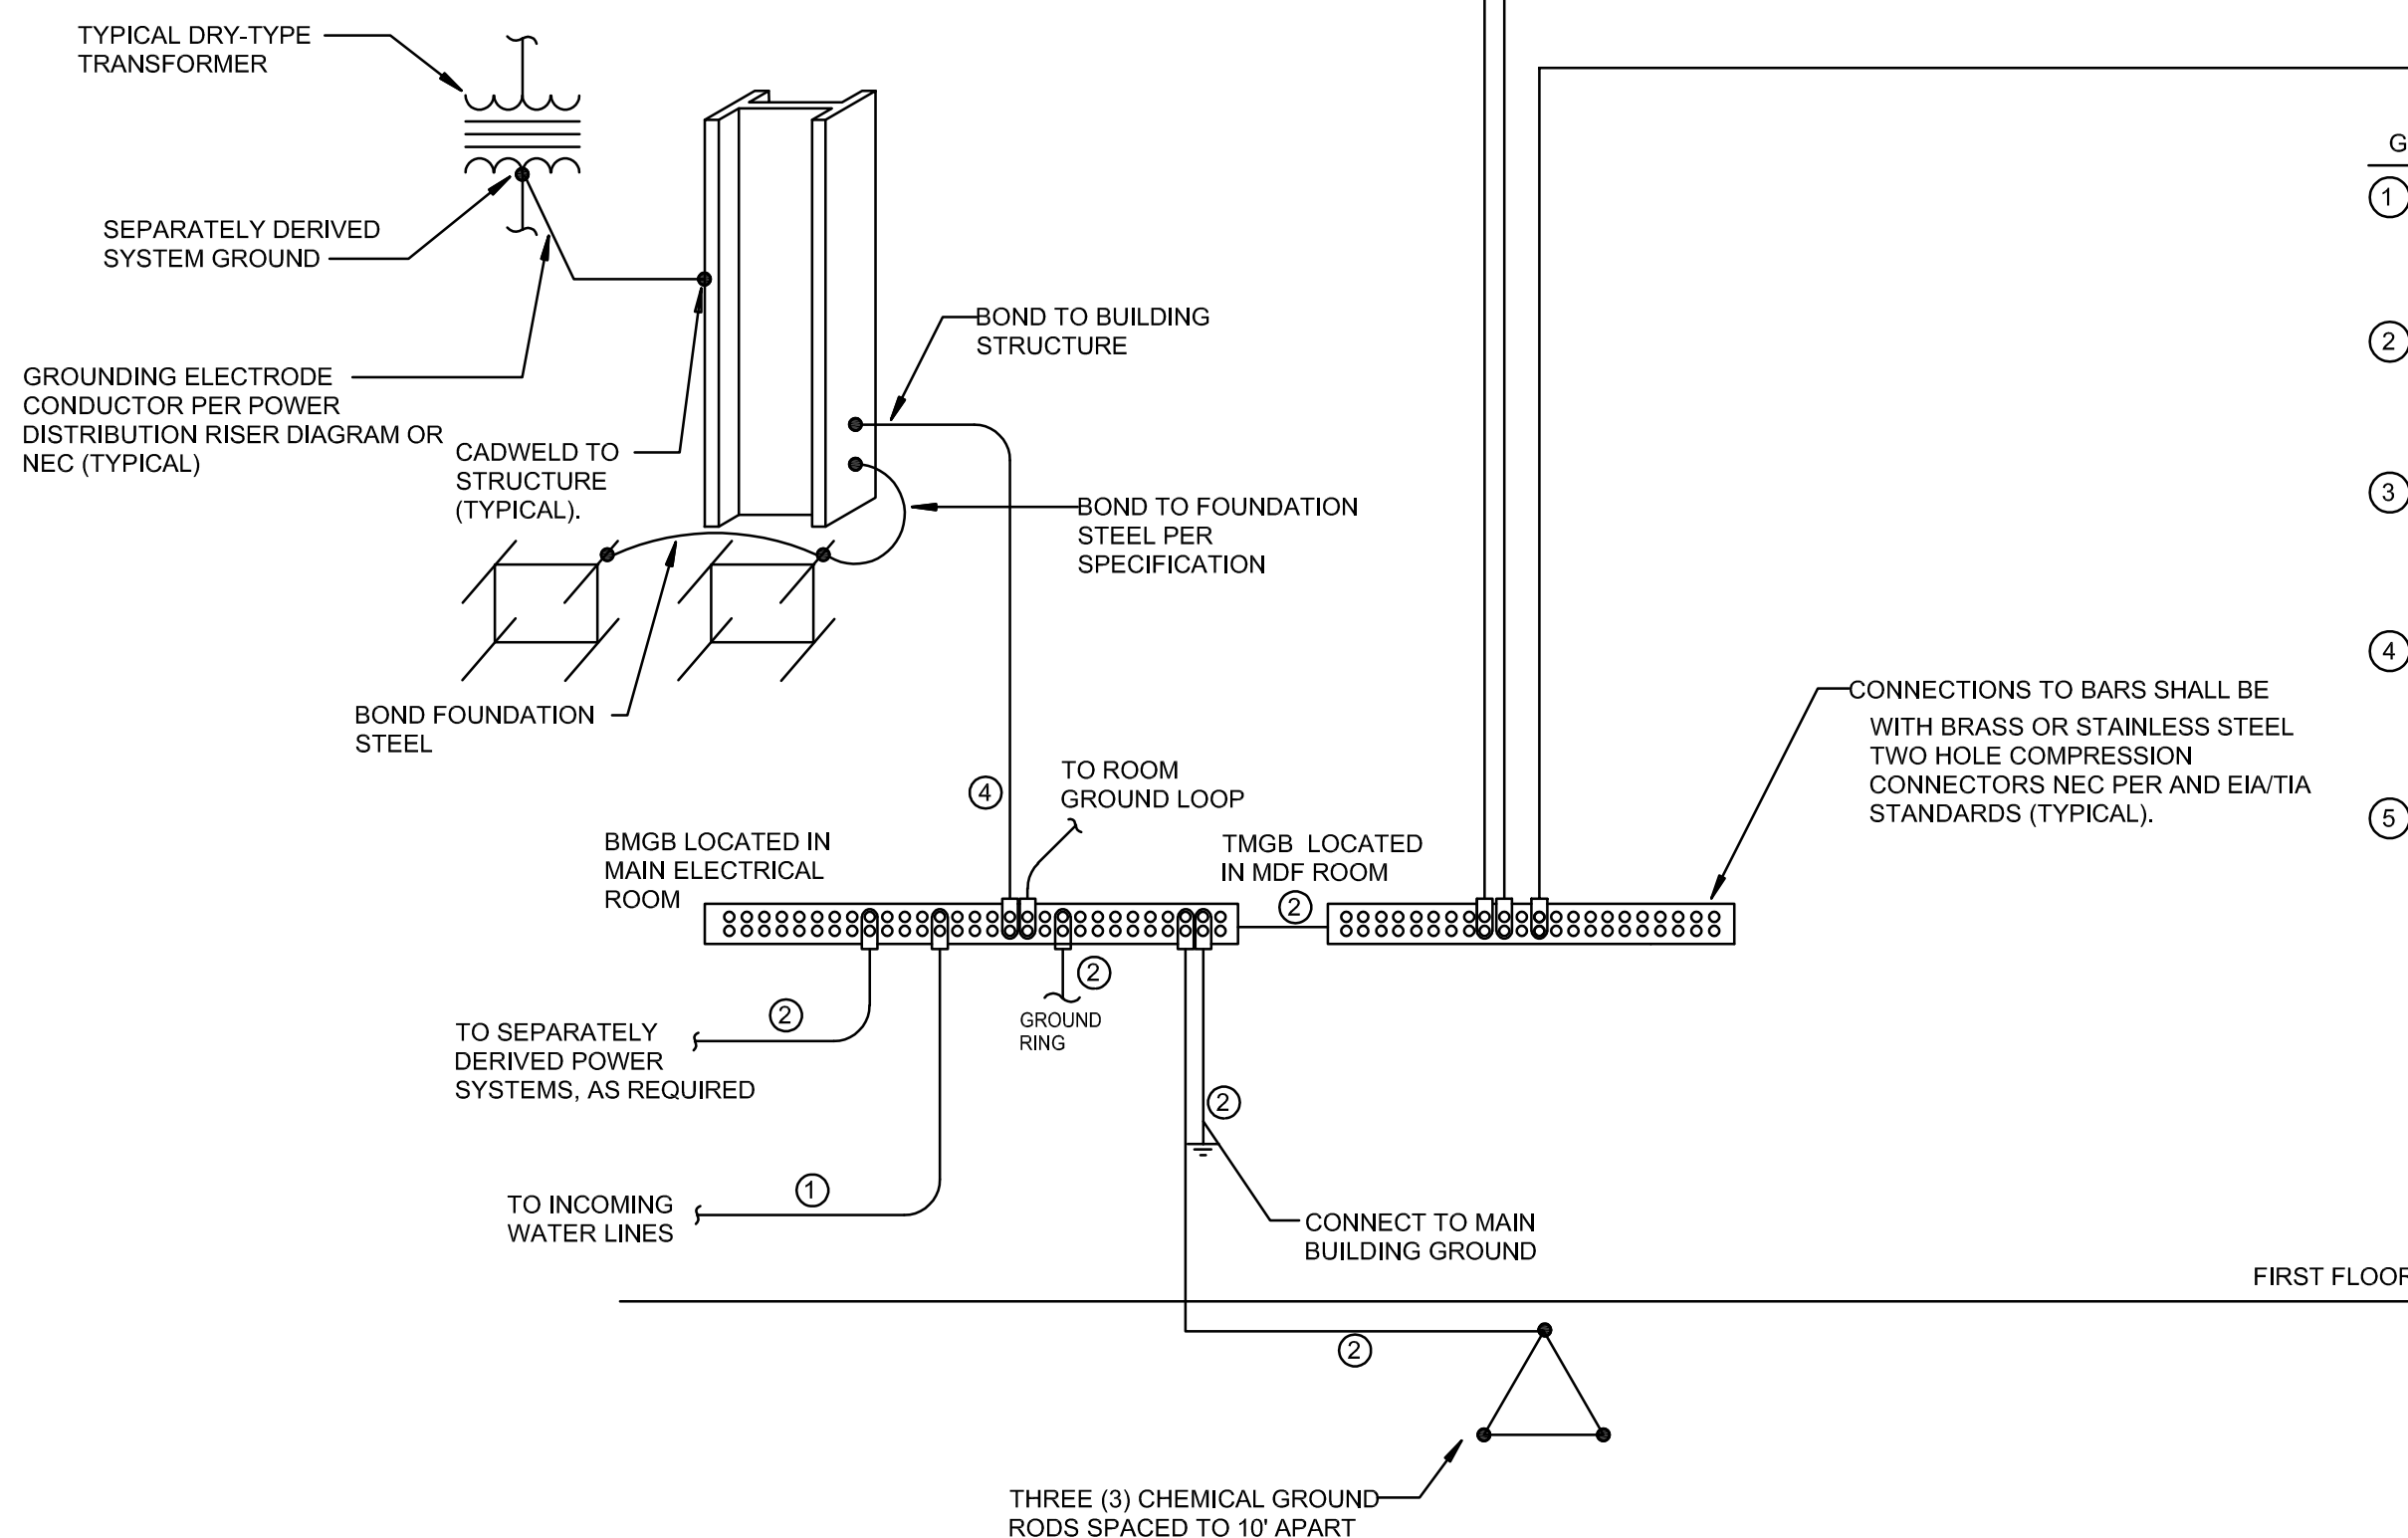 TYPICAL DRY-TYPE
TRANSFORMER
SEPARATELY DERIVED
SYSTEM GROUND
GROUNDING ELECTRODE
CONDUCTOR PER POWER
DISTRIBUTION RISER DIAGRAM OR
NEC (TYPICAL)
CADWELD TO
STRUCTURE
(TYPICAL).
BOND TO BUILDING
STRUCTURE
BOND TO FOUNDATION
STEEL PER
SPECIFICATION
BOND FOUNDATION
STEEL
G
1
2
3
4
5
CONNECTIONS TO BARS SHALL BE
WITH BRASS OR STAINLESS STEEL
TWO HOLE COMPRESSION
CONNECTORS NEC PER AND EIA/TIA
STANDARDS (TYPICAL).
4
TO ROOM
GROUND LOOP
BMGB LOCATED IN
MAIN ELECTRICAL
ROOM
TMGB LOCATED
IN MDF ROOM
2
2
GROUND
RING
2
TO SEPARATELY
DERIVED POWER
SYSTEMS, AS REQUIRED
2
1
TO INCOMING
WATER LINES
CONNECT TO MAIN
BUILDING GROUND
FIRST FLOOR
2
THREE (3) CHEMICAL GROUND
RODS SPACED TO 10' APART